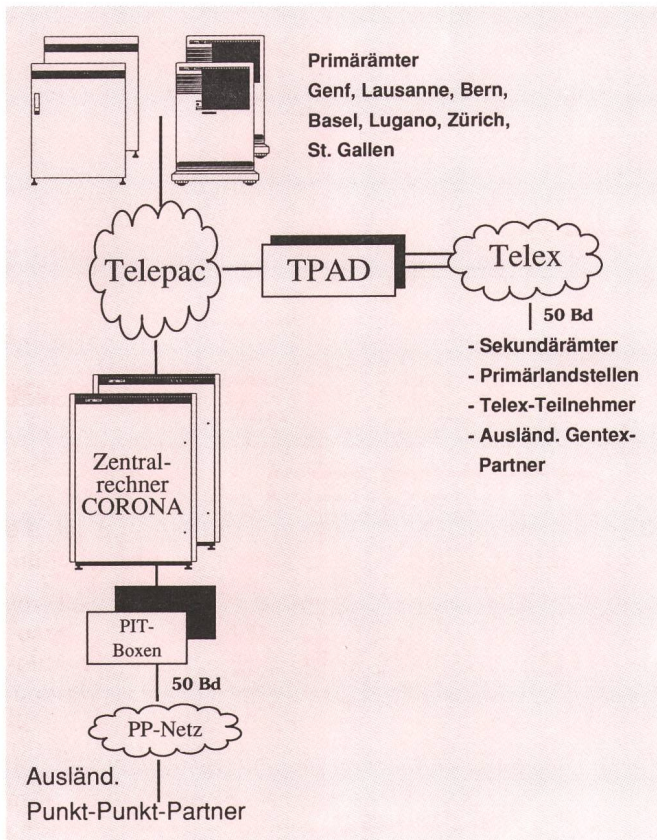 Primärämter
Genf, Lausanne, Bern,
Basel, Lugano, Zürich,
St. Gallen
Telepac
TPAD
Telex
50 Bd
- Sekundärämter
- Primärlandstellen
- Telex-Teilnehmer
- Ausländ. Gentex-
Partner
Zentral-
rechner
CORONA
PIT-
Boxen
50 Bd
PP-Netz
Ausländ.
Punkt-Punkt-Partner